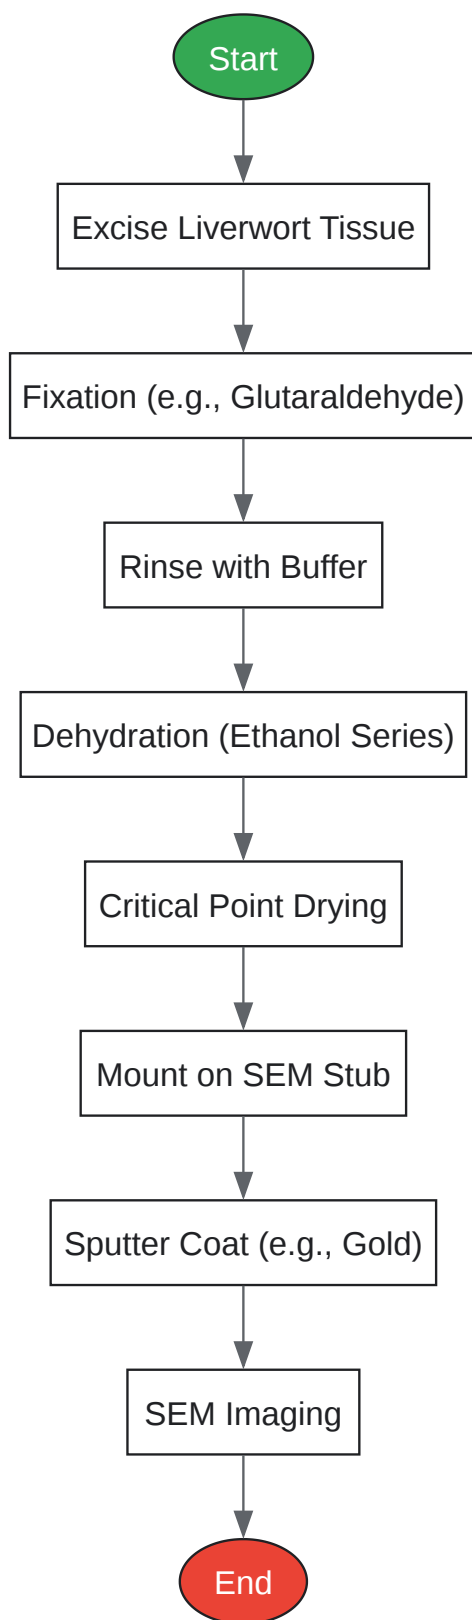 Start
Excise Liverwort Tissue
Fixation (e.g., Glutaraldehyde)
Rinse with Buffer
Dehydration (Ethanol Series)
Critical Point Drying
Mount on SEM Stub
Sputter Coat (e.g., Gold)
SEM Imaging
End